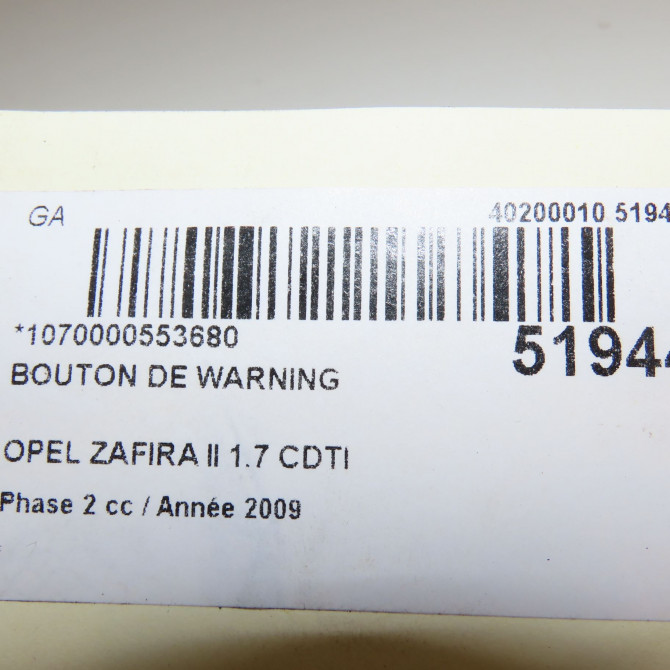 GA
40200010 5194
*1070000553680
51944
BOUTON DE WARNING
OPEL ZAFIRA II 1.7 CDTI
Phase 2 cc / Année 2009